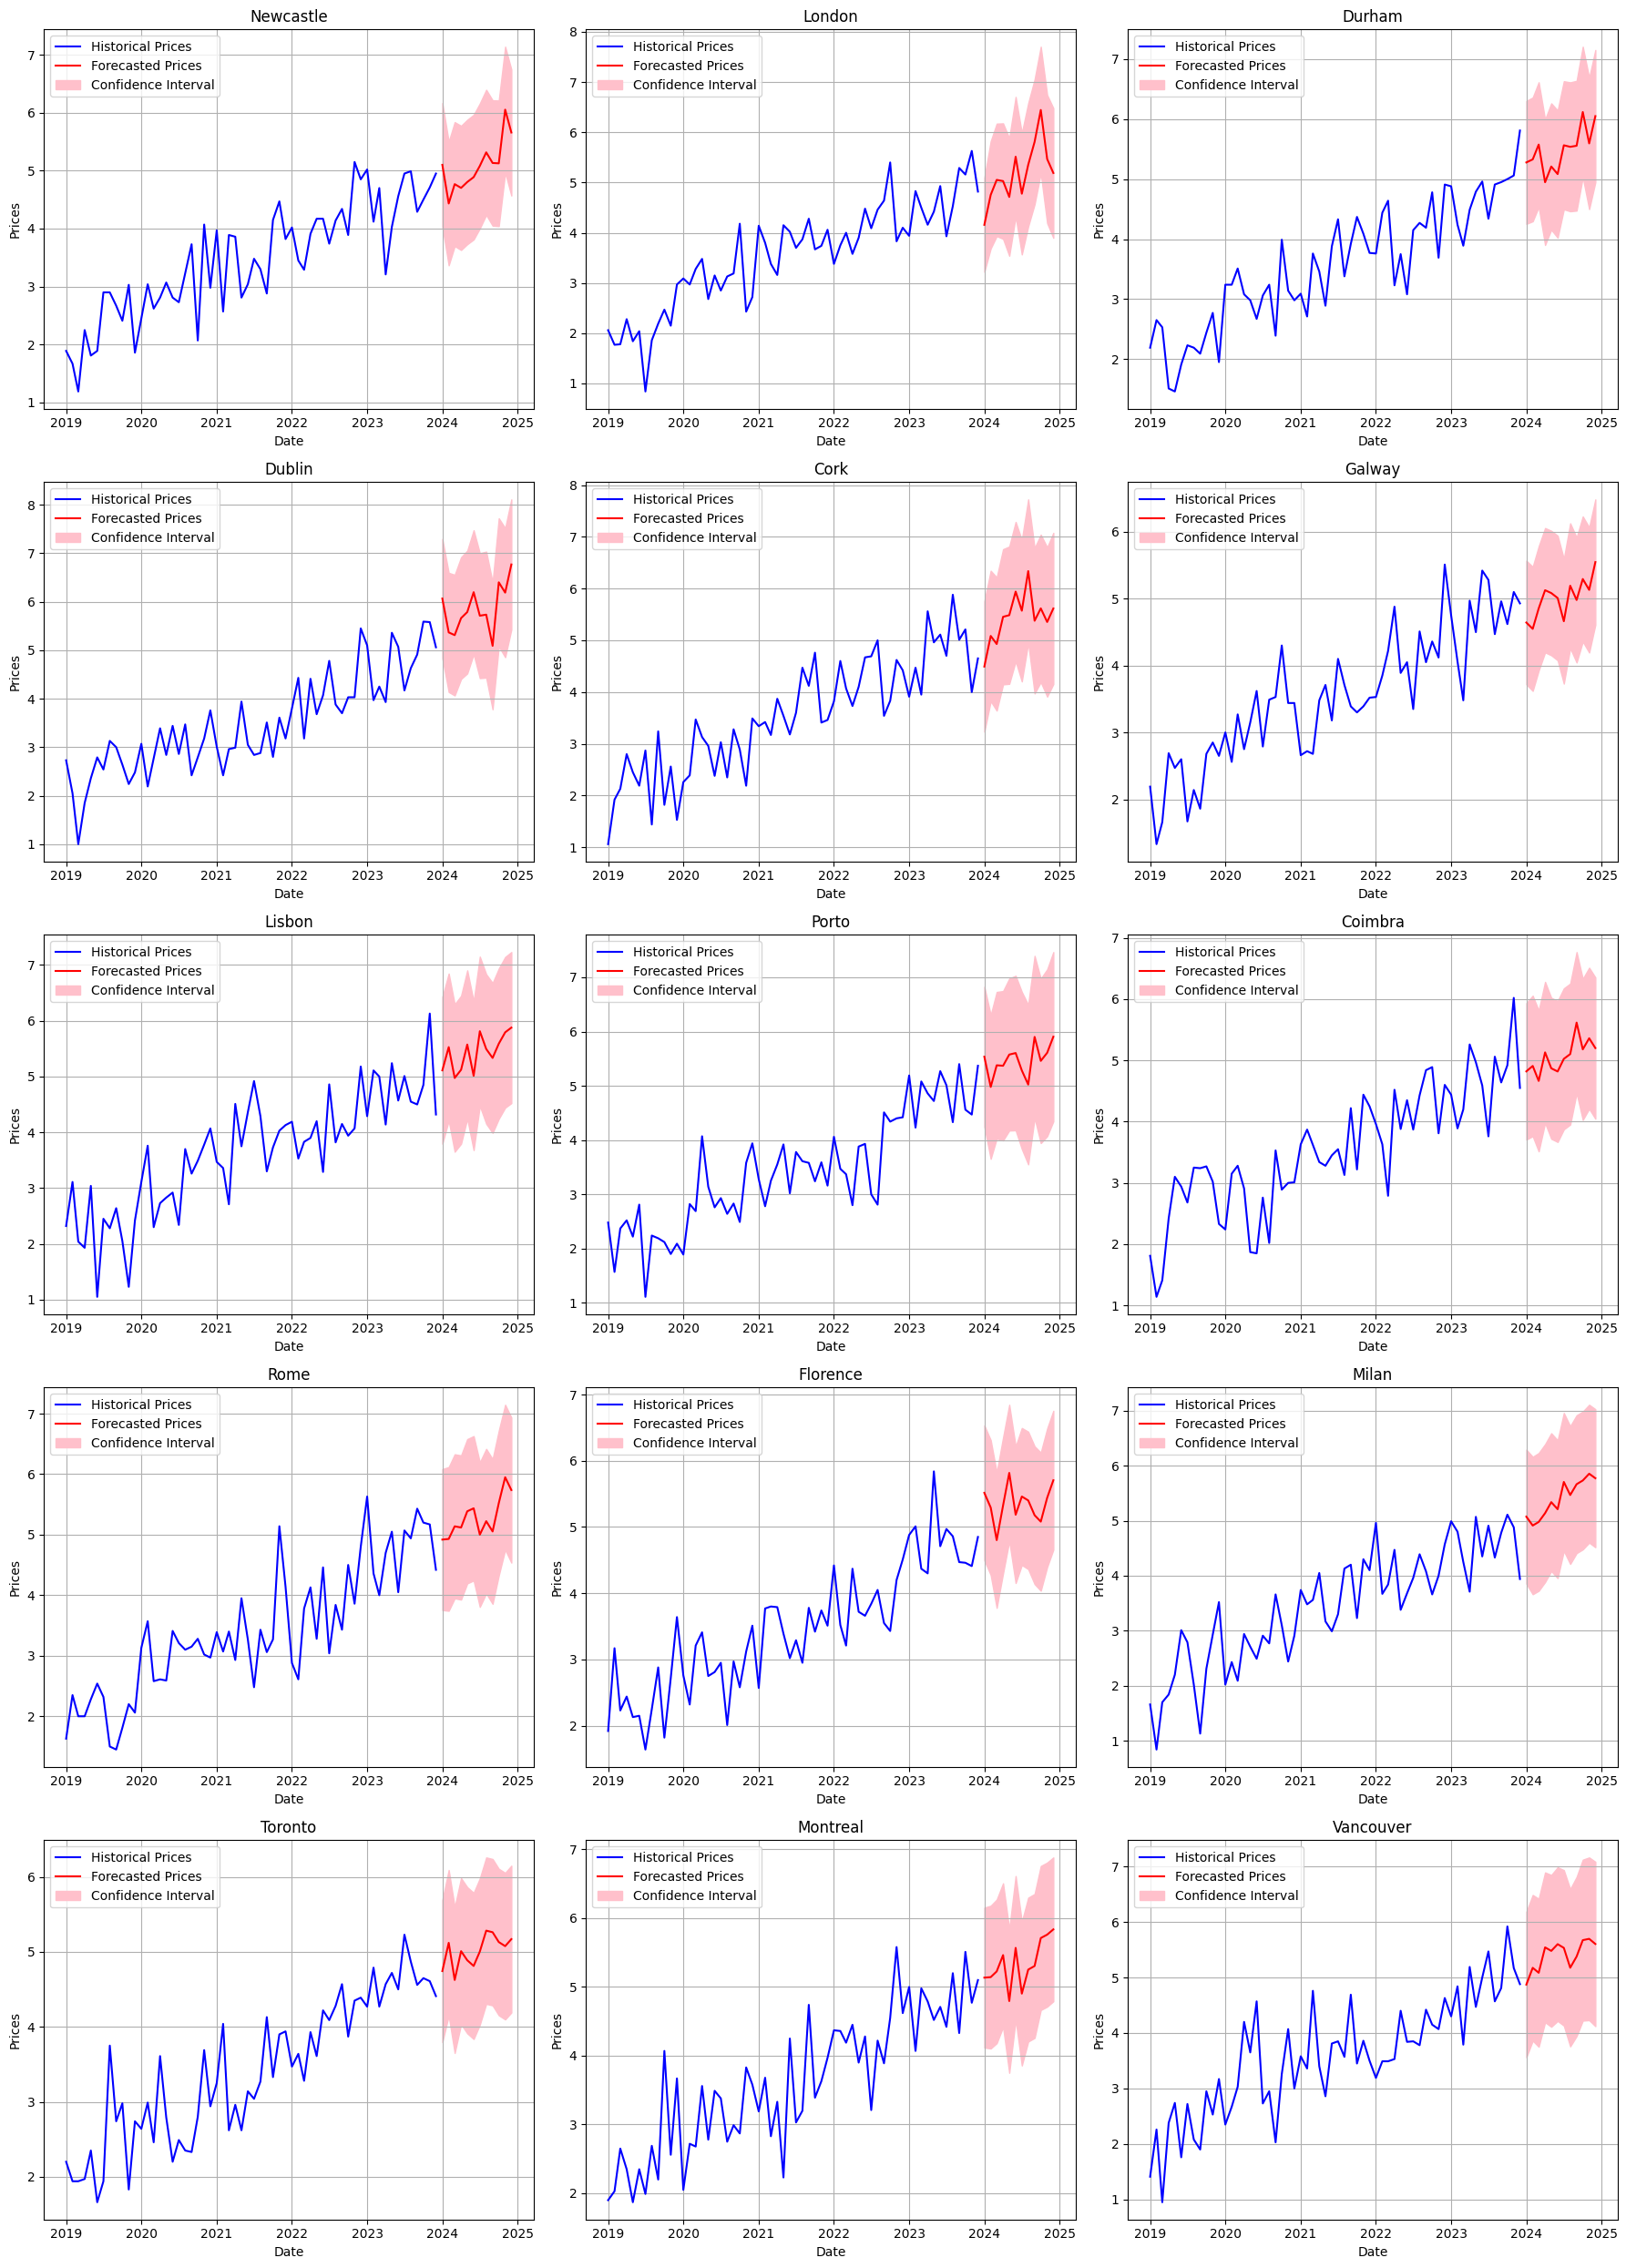 Newcastle
Historical Prices
Forecasted Prices
Confidence Interval
7
6
5
4
3
2
1
Prices
2019 2020 2021 2022 2023 2024 2025
Date
London
Historical Prices
Forecasted Prices
Confidence Interval
8
7
6
5
4
3
2
1
Prices
2019 2020 2021 2022 2023 2024 2025
Date
Durham
Historical Prices
Forecasted Prices
Confidence Interval
7
6
5
4
3
2
Prices
2019 2020 2021 2022 2023 2024 2025
Date
Dublin
Historical Prices
Forecasted Prices
Confidence Interval
8
7
6
5
4
3
2
1
Prices
2019 2020 2021 2022 2023 2024 2025
Date
Cork
Historical Prices
Forecasted Prices
Confidence Interval
8
7
6
5
4
3
2
1
Prices
2019 2020 2021 2022 2023 2024 2025
Date
Galway
Historical Prices
Forecasted Prices
Confidence Interval
6
5
4
3
2
Prices
2019 2020 2021 2022 2023 2024 2025
Date
Lisbon
Historical Prices
Forecasted Prices
Confidence Interval
7
6
5
4
3
2
1
Prices
2019 2020 2021 2022 2023 2024 2025
Date
Porto
Historical Prices
Forecasted Prices
Confidence Interval
7
6
5
4
3
2
1
Prices
2019 2020 2021 2022 2023 2024 2025
Date
Coimbra
Historical Prices
Forecasted Prices
Confidence Interval
7
6
5
4
3
2
1
Prices
2019 2020 2021 2022 2023 2024 2025
Date
Rome
Historical Prices
Forecasted Prices
Confidence Interval
7
6
5
4
3
2
Prices
2019 2020 2021 2022 2023 2024 2025
Date
Florence
Historical Prices
Forecasted Prices
Confidence Interval
7
6
5
4
3
2
Prices
2019 2020 2021 2022 2023 2024 2025
Date
Milan
Historical Prices
Forecasted Prices
Confidence Interval
7
6
5
4
3
2
1
Prices
2019 2020 2021 2022 2023 2024 2025
Date
Toronto
Historical Prices
Forecasted Prices
Confidence Interval
6
5
4
3
2
Prices
2019 2020 2021 2022 2023 2024 2025
Date
Montreal
Historical Prices
Forecasted Prices
Confidence Interval
7
6
5
4
3
2
Prices
2019 2020 2021 2022 2023 2024 2025
Date
Vancouver
Historical Prices
Forecasted Prices
Confidence Interval
7
6
5
4
3
2
1
Prices
2019 2020 2021 2022 2023 2024 2025
Date